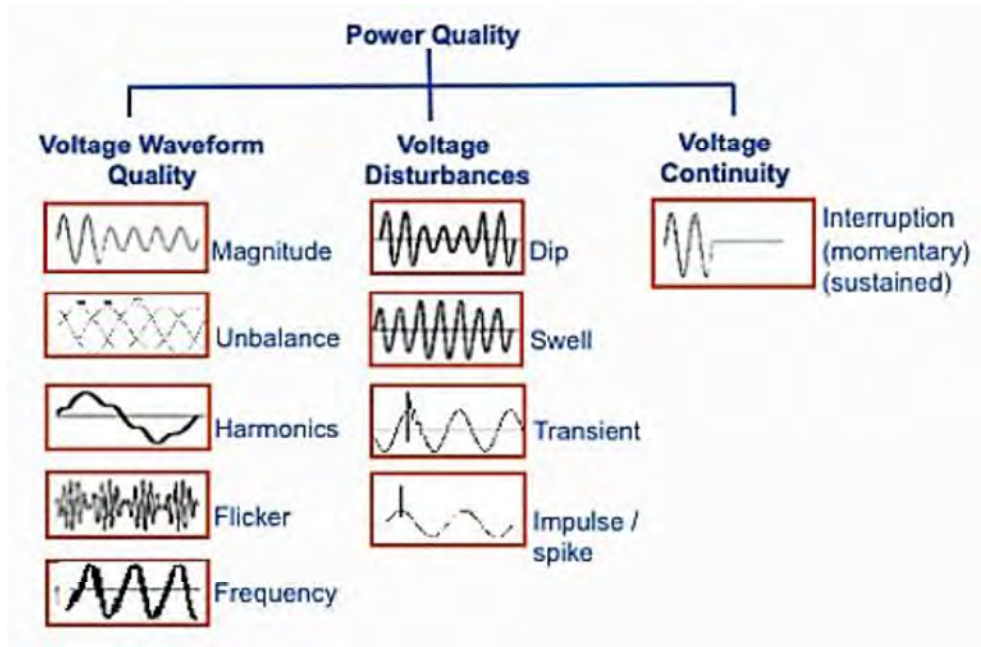 Power Quality
Voltage Waveform
Quality
Magnitude
Unbalance
Harmonics
Flicker
Frequency
Voltage
Disturbances
Dip
Swell
Transient
Impulse /
spike
Voltage
Continuity
Interruption
(momentary)
(sustained)